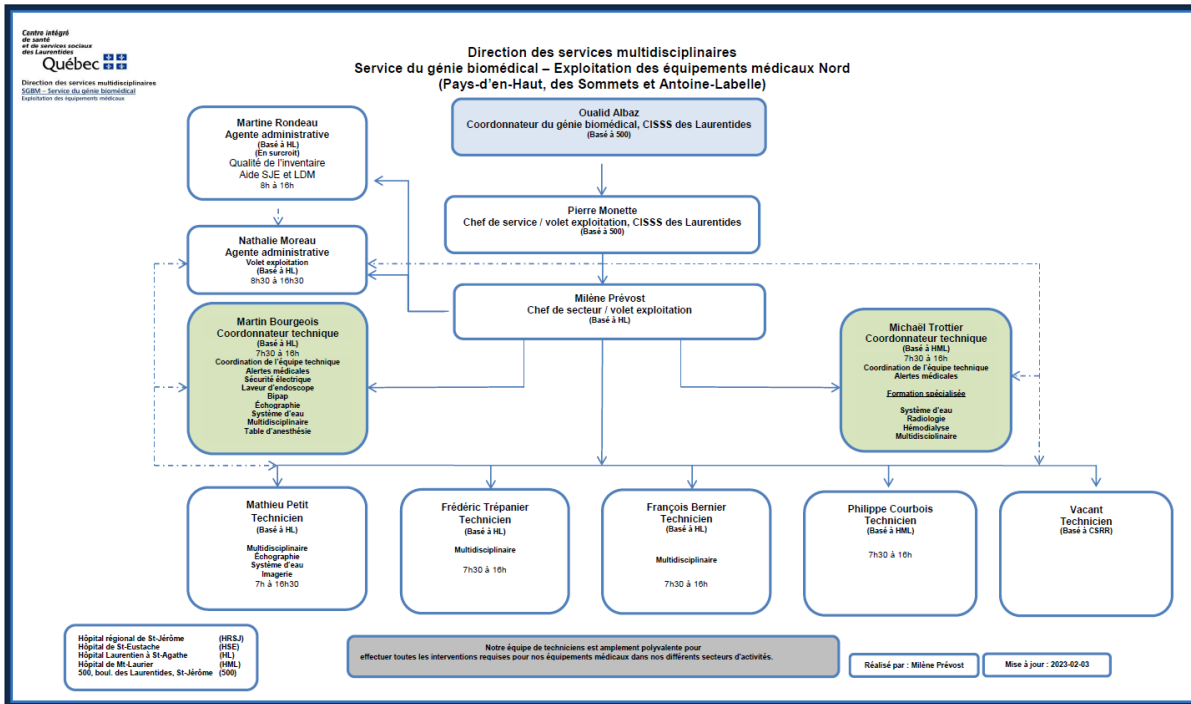 Centre intégré
de santé
et de services sociaux
des Laurentides
Québec
Direction des services multidisciplinaires
SGBM – Service du génie biomédical
Exploitation des équipements médicaux
Direction des services multidisciplinaires
Service du génie biomédical – Exploitation des équipements médicaux Nord
(Pays-d'en-Haut, des Sommets et Antoine-Labelle)
Oualid Albaz
Coordonnateur du génie biomédical, CISSS des Laurentides
(Basé à 500)
Martine Rondeau
Agente administrative
(Basé à HL)
(En surcroit)
Qualité de l'inventaire
Aide SJE et LDM
8h à 16h
Pierre Monette
Chef de service / volet exploitation, CISSS des Laurentides
(Basé à 500)
Nathalie Moreau
Agente administrative
Volet exploitation
(Basé à HL)
8h30 à 16h30
Milène Prévost
Chef de secteur / volet exploitation
(Basé à HL)
Martin Bourgeois
Coordonnateur technique
(Basé à HL)
7h30 à 16h
Coordination de l'équipe technique
Alertes médicales
Sécurité électrique
Laveur d'endoscope
Bipap
Échographie
Système d'eau
Multidisciplinaire
Table d'anesthésie
Michaël Trottier
Coordonnateur technique
(Basé à HML)
7h30 à 16h
Coordination de l'équipe technique
Alertes médicales
Formation spécialisée
Système d'eau
Radiologie
Hémodialyse
Multidisciplinaire
Mathieu Petit
Technicien
(Basé à HL)
Multidisciplinaire
Échographie
Système d'eau
Imagerie
7h à 16h30
Frédéric Trépanier
Technicien
(Basé à HL)
Multidisciplinaire
7h30 à 16h
François Bernier
Technicien
(Basé à HL)
Multidisciplinaire
7h30 à 16h
Philippe Courbois
Technicien
(Basé à HML)
7h30 à 16h
Vacant
Technicien
(Basé à CSRR)
Hôpital régional de St-Jérôme (HRSJ)
Hôpital de St-Eustache (HSE)
Hôpital Laurentien à St-Agathe (HL)
Hôpital de Mt-Laurier (HML)
500, boul. des Laurentides, St-Jérôme (500)
Notre équipe de techniciens est amplement polyvalente pour
effectuer toutes les interventions requises pour nos équipements médicaux dans nos différents secteurs d'activités.
Réalisé par : Milène Prévost
Mise à jour : 2023-02-03